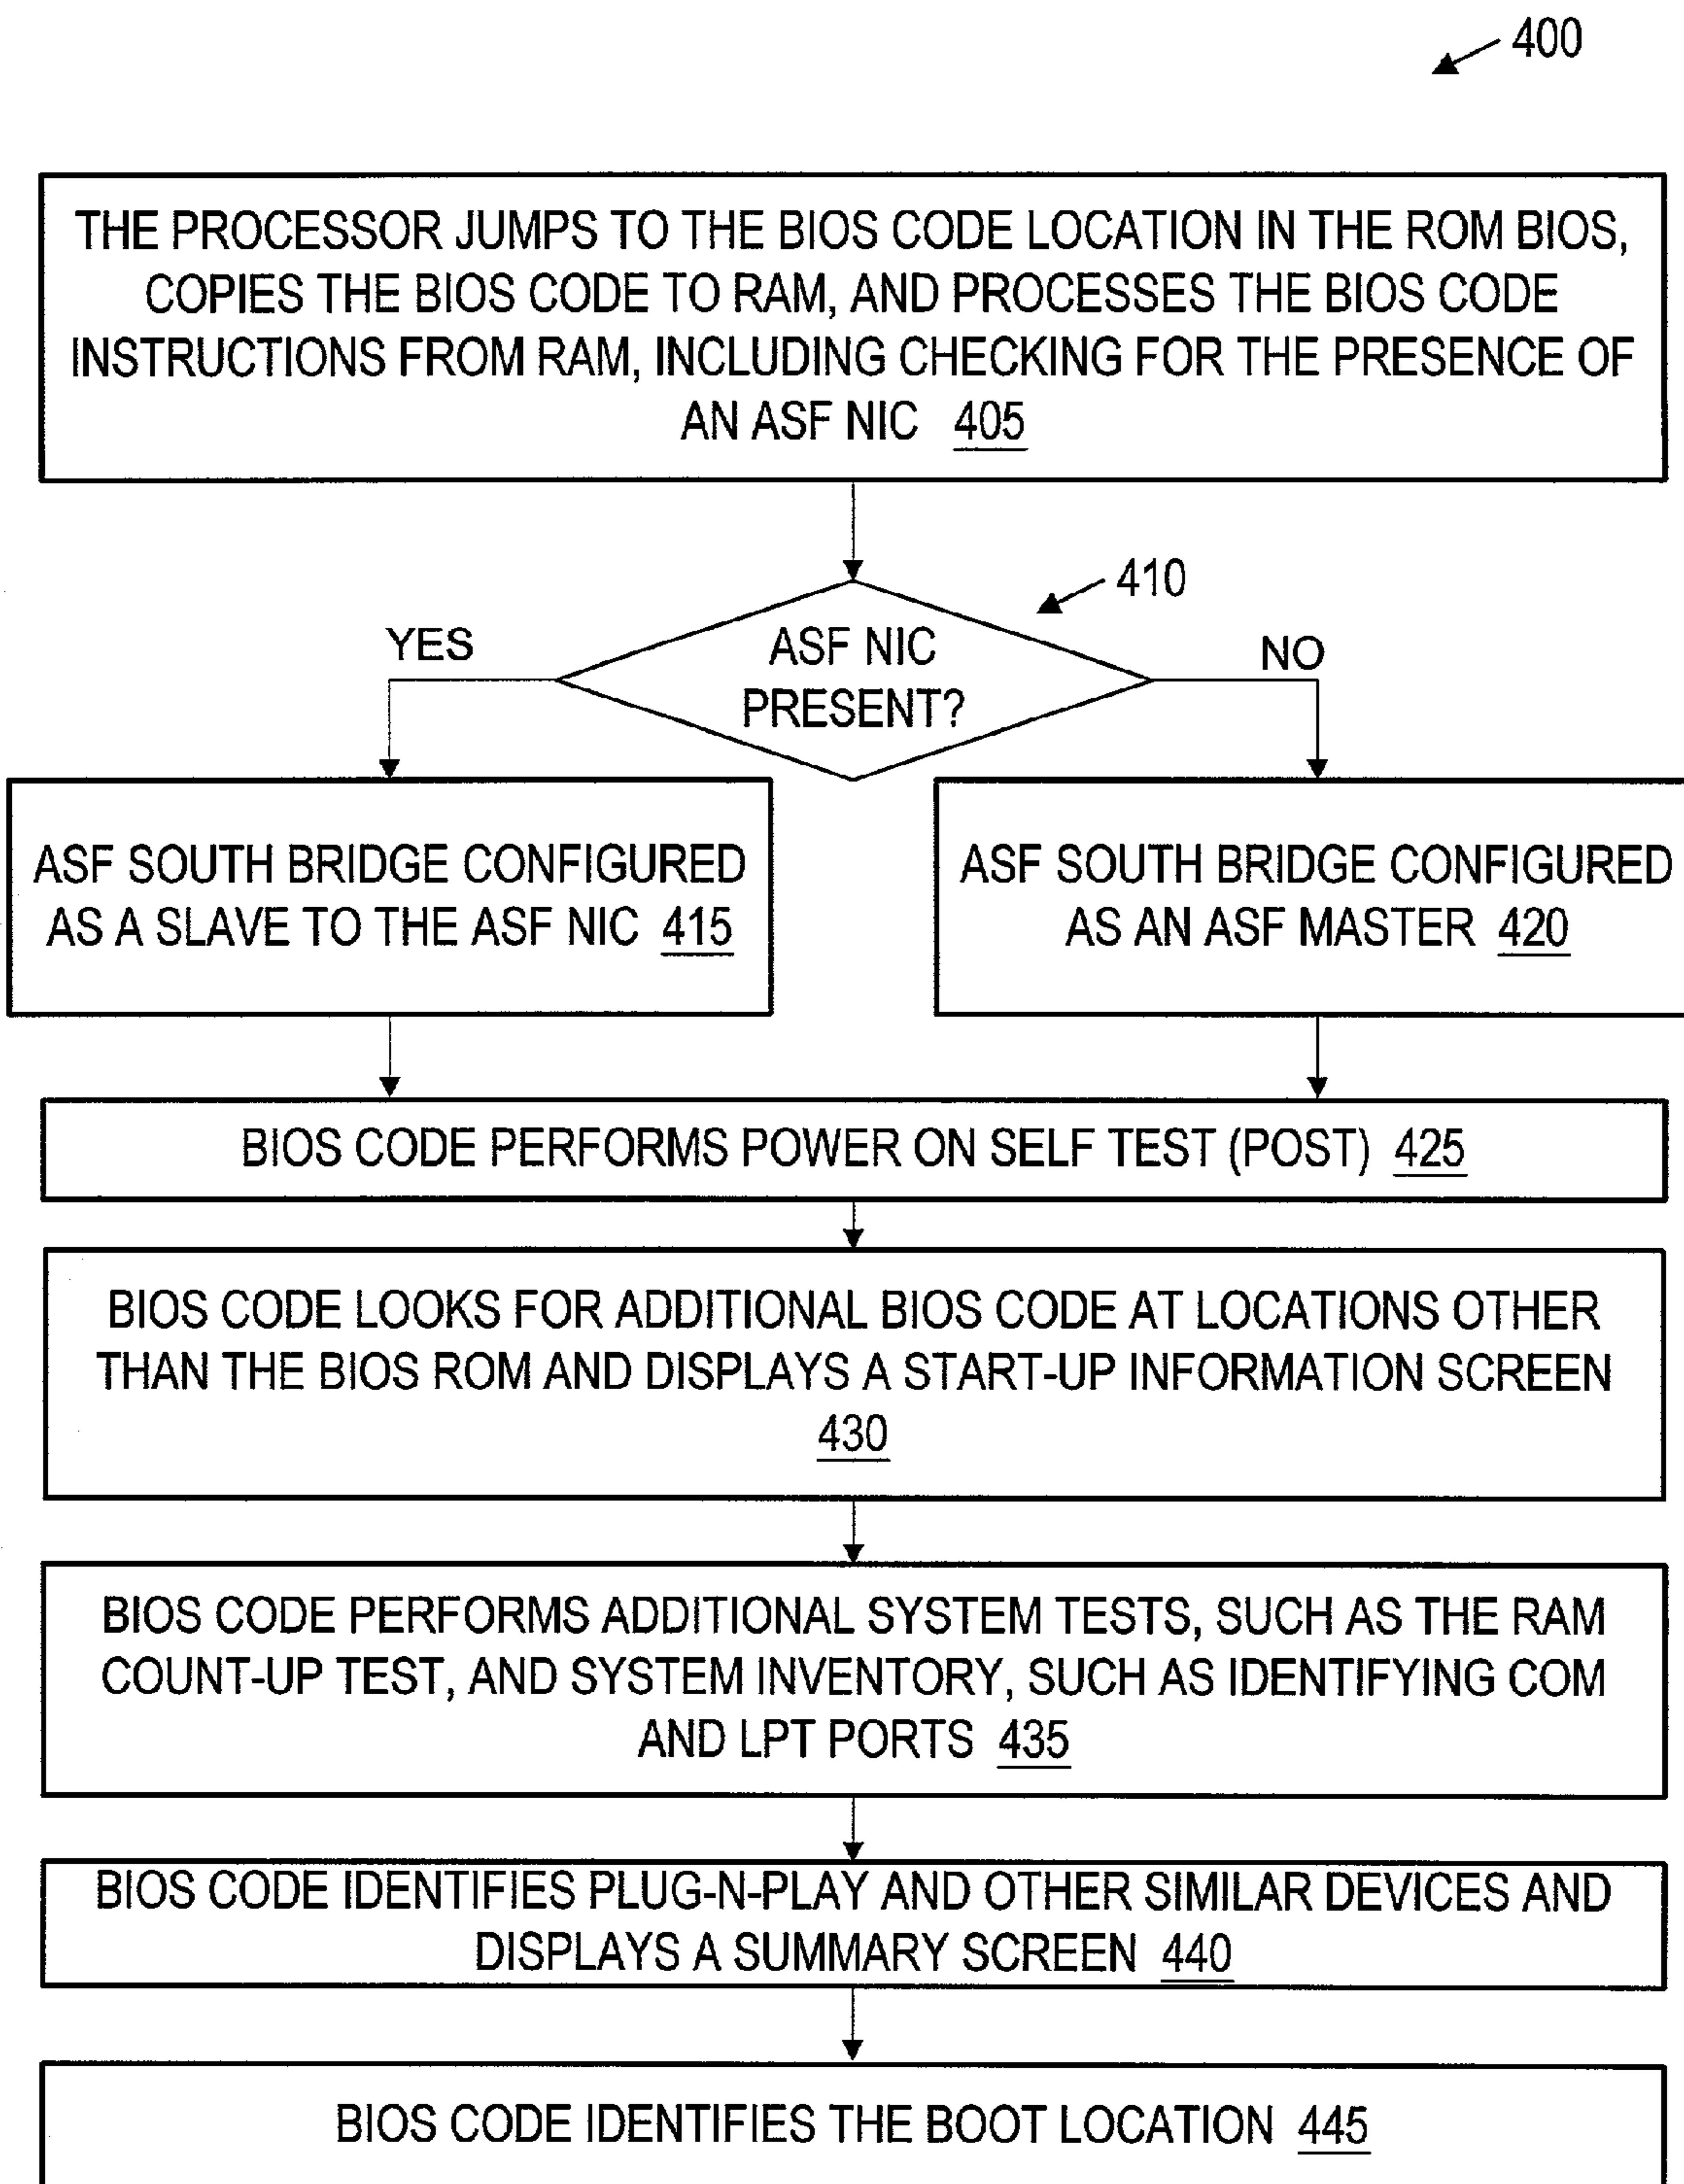 400
THE PROCESSOR JUMPS TO THE BIOS CODE LOCATION IN THE ROM BIOS,
COPIES THE BIOS CODE TO RAM, AND PROCESSES THE BIOS CODE
INSTRUCTIONS FROM RAM, INCLUDING CHECKING FOR THE PRESENCE OF
AN ASF NIC 405
410
YES
ASF NIC
PRESENT?
NO
ASF SOUTH BRIDGE CONFIGURED
AS A SLAVE TO THE ASF NIC 415
ASF SOUTH BRIDGE CONFIGURED
AS AN ASF MASTER 420
BIOS CODE PERFORMS POWER ON SELF TEST (POST) 425
BIOS CODE LOOKS FOR ADDITIONAL BIOS CODE AT LOCATIONS OTHER
THAN THE BIOS ROM AND DISPLAYS A START-UP INFORMATION SCREEN
430
BIOS CODE PERFORMS ADDITIONAL SYSTEM TESTS, SUCH AS THE RAM
COUNT-UP TEST, AND SYSTEM INVENTORY, SUCH AS IDENTIFYING COM
AND LPT PORTS 435
BIOS CODE IDENTIFIES PLUG-N-PLAY AND OTHER SIMILAR DEVICES AND
DISPLAYS A SUMMARY SCREEN 440
BIOS CODE IDENTIFIES THE BOOT LOCATION 445